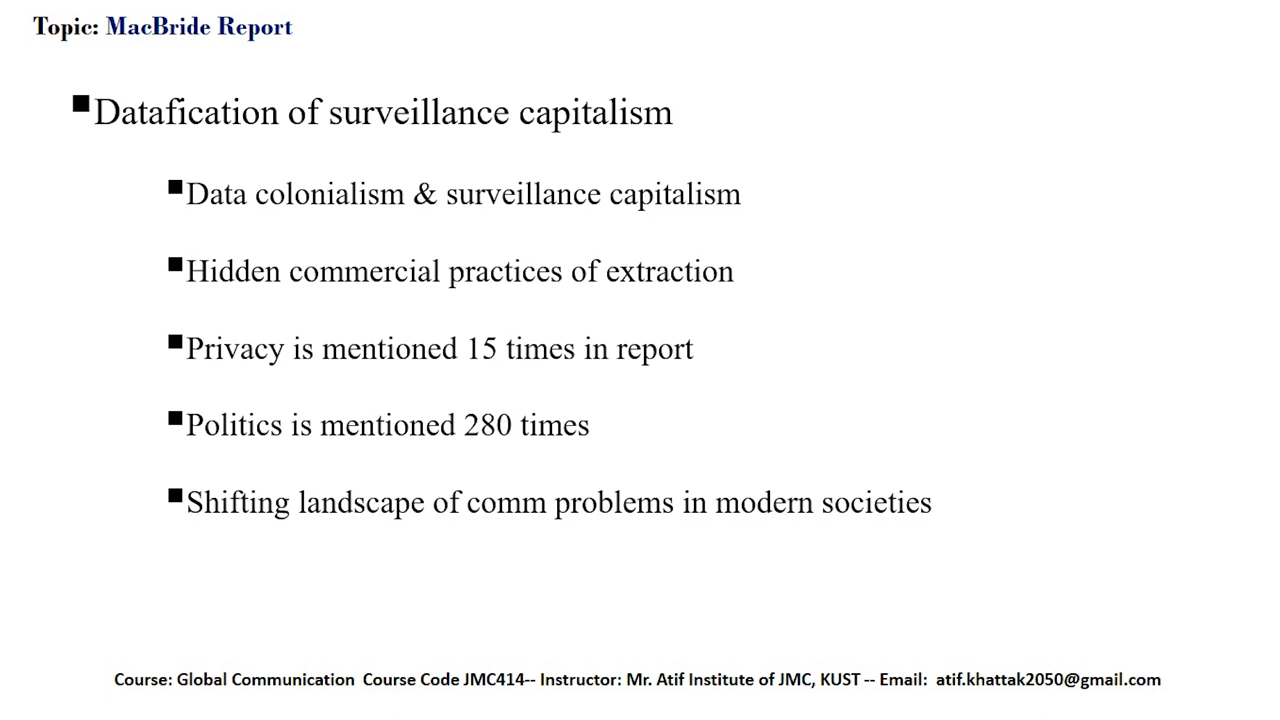 Topic: MacBride Report
▪Datafication of surveillance capitalism
▪Data colonialism & surveillance capitalism
▪Hidden commercial practices of extraction
▪Privacy is mentioned 15 times in report
▪Politics is mentioned 280 times
▪Shifting landscape of comm problems in modern societies
Course: Global Communication Course Code JMC414-- Instructor: Mr. Atif Institute of JMC, KUST -- Email: atif.khattak2050@gmail.com